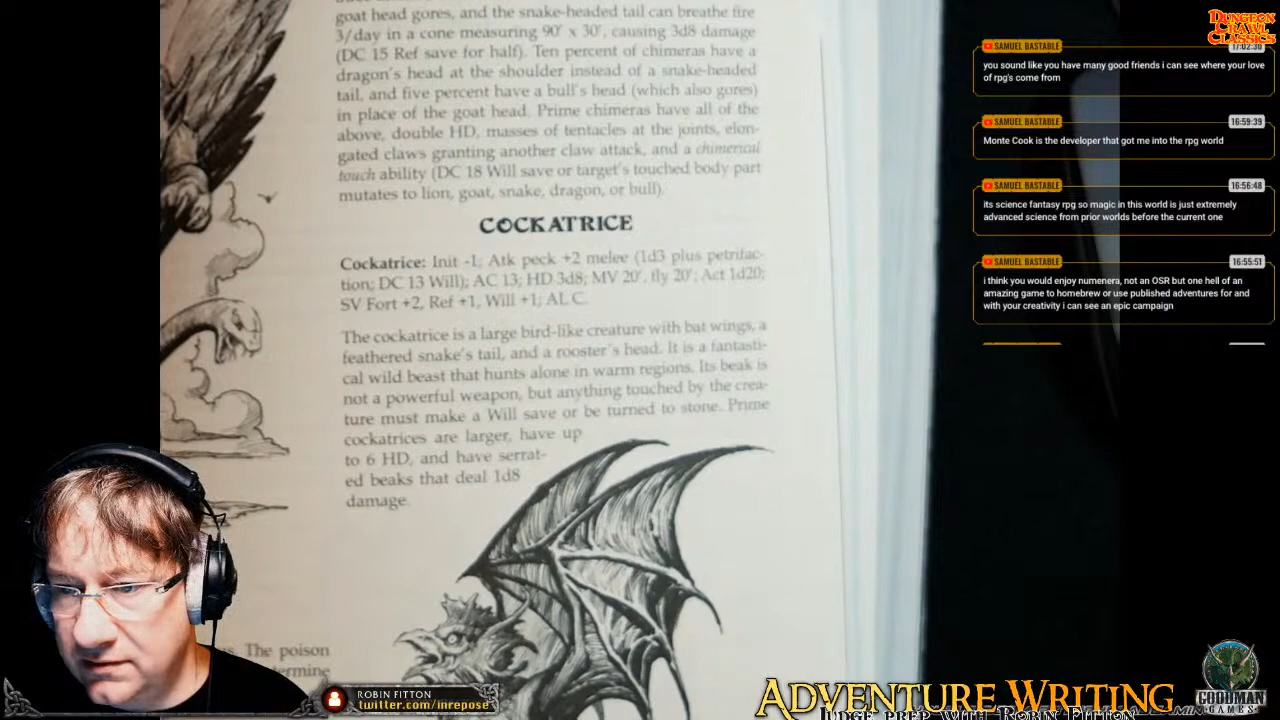 goat head gores, and the snake-headed tail can breathe fire
3/day in a cone measuring 90' x 30', causing 3d8 damage
(DC 15 Ref save for half). Ten percent of chimeras have a
dragon's head at the shoulder instead of a snake-headed
tail, and five percent have a bull's head (which also gores)
in place of the goat head. Prime chimeras have all of the
above, double HD, masses of tentacles at the joints, elon-
gated claws granting another claw attack, and a chimerical
touch ability (DC 18 Will save or target's touched body part
mutates to lion, goat, snake, dragon, or bull).
COCKATRICE
Cockatrice: Init -1; Atk peck +2 melee (1d3 plus petrifac-
tion; DC 13 Will); AC 13; HD 3d8; MV 20', fly 20'; Act 1d20;
SV Fort +2, Ref +1, Will +1; AL C.
The cockatrice is a large bird-like creature with bat wings, a
feathered snake's tail, and a rooster's head. It is a fantasti-
cal wild beast that hunts alone in warm regions. Its beak is
not a powerful weapon, but anything touched by the crea-
ture must make a Will save or be turned to stone. Prime
cockatrices are larger, have up
to 6 HD, and have serrat-
ed beaks that deal 1d8
damage.
The poison
ermine
DUNGEON
CRAWL
CLASSICS
SAMUEL BASTABLE 17:02:30
you sound like you have many good friends i can see where your love
of rpg's come from
SAMUEL BASTABLE 16:59:39
Monte Cook is the developer that got me into the rpg world
SAMUEL BASTABLE 16:56:48
its science fantasy rpg so magic in this world is just extremely
advanced science from prior worlds before the current one
SAMUEL BASTABLE 16:55:51
i think you would enjoy numenera, not an OSR but one hell of an
amazing game to homebrew or use published adventures for and
with your creativity i can see an epic campaign
ROBIN FITTON
twitter.com/inrepose
ADVENTURE WRITING
JUDGE PREP WITH ROBIN FITTON
GOODMAN
GAMES